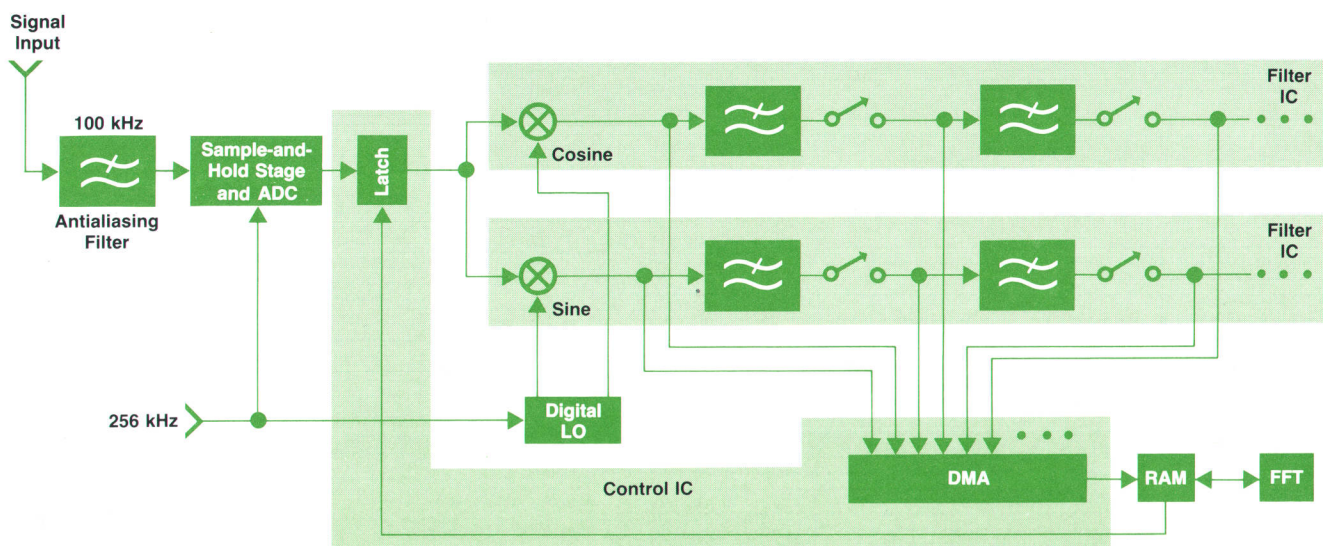 Signal
Input
100 kHz
Antialiasing
Filter
Sample-and-
Hold Stage
and ADC
Latch
Cosine
Filter
IC
Sine
Filter
IC
256 kHz
Digital
LO
Control IC
DMA
RAM
FFT